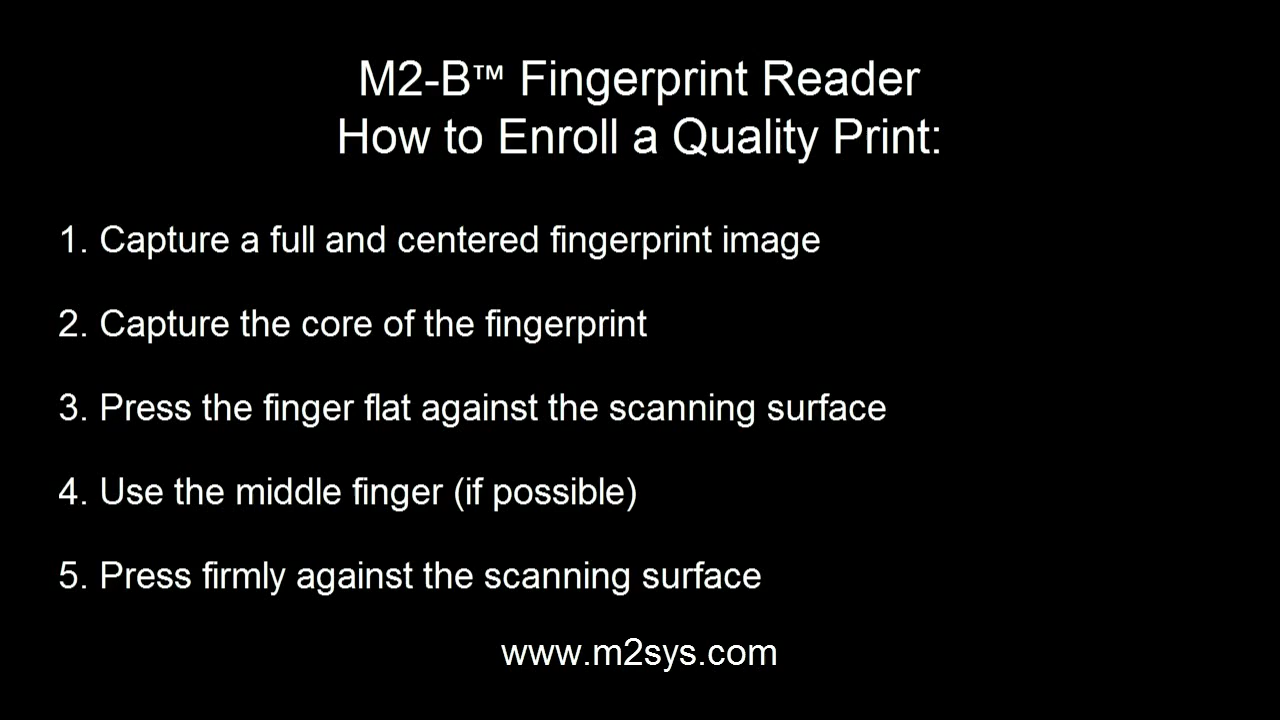 M2-B™ Fingerprint Reader
How to Enroll a Quality Print:
1. Capture a full and centered fingerprint image
2. Capture the core of the fingerprint
3. Press the finger flat against the scanning surface
4. Use the middle finger (if possible)
5. Press firmly against the scanning surface
www.m2sys.com